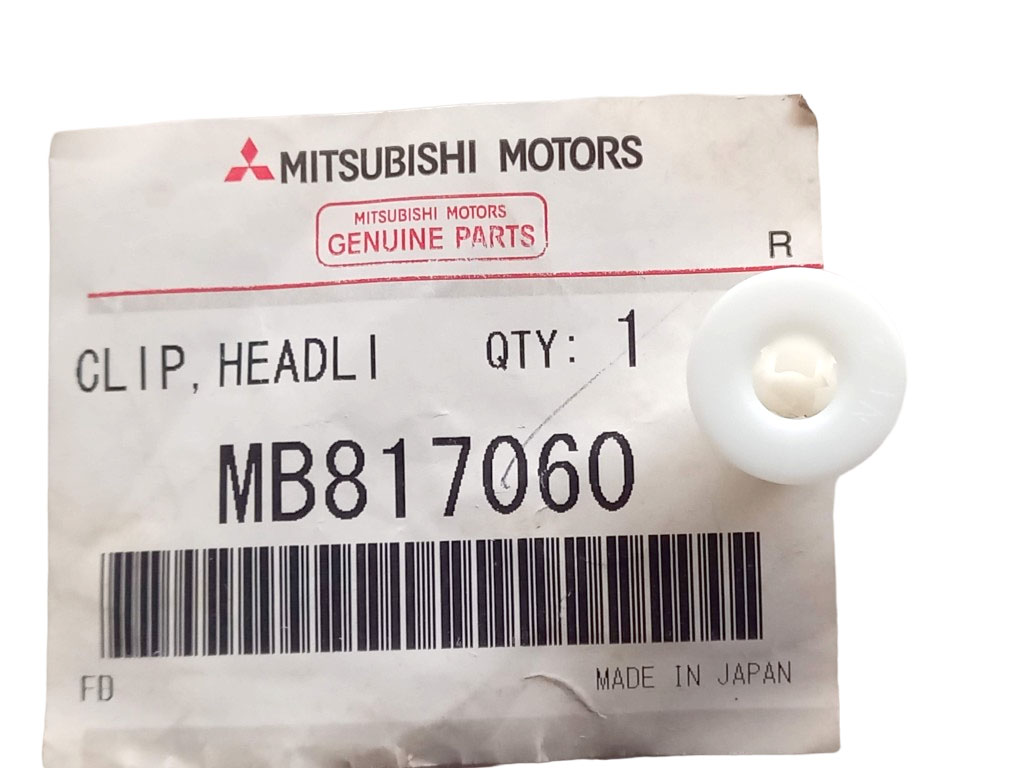 MITSUBISHI MOTORS
MITSUBISHI MOTORS
GENUINE PARTS
R
CLIP, HEADLI QTY: 1
MB817060
FD MADE IN JAPAN